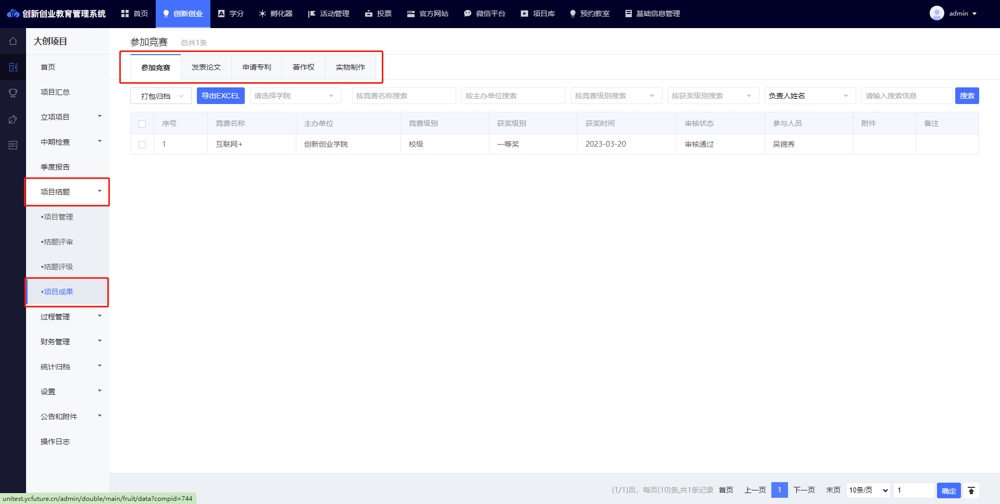 创新创业教育管理系统 首页 创新创业 学分 孵化器 活动管理 投票 官方网站 微信平台 项目库 预约教室 基础信息管理 admin
大创项目
首页
项目汇总
立项项目
中期检查
季度报告
项目结题
•项目管理
•结题评审
•结题评级
•项目成果
过程管理
财务管理
统计归档
设置
公告和附件
操作日志
参加竞赛 总共1条
参加竞赛 发表论文 申请专利 著作权 实物制作
打包归档 导出EXCEL 请选择学院 按竞赛名称搜索 按主办单位搜索 按竞赛级别搜索 按获奖级别搜索 负责人姓名 请输入搜索信息 搜索
序号 竞赛名称 主办单位 竞赛级别 获奖级别 获奖时间 审核状态 参与人员 附件 备注
1 互联网+ 创新创业学院 校级 一等奖 2023-03-20 审核通过 吴锦秀
(1/1)页，每页(10)条,共1条记录 首页 上一页 1 下一页 末页 10条/页 1 确定
unitest.ycfuture.cn/admin/double/main/fruit/data?compid=744